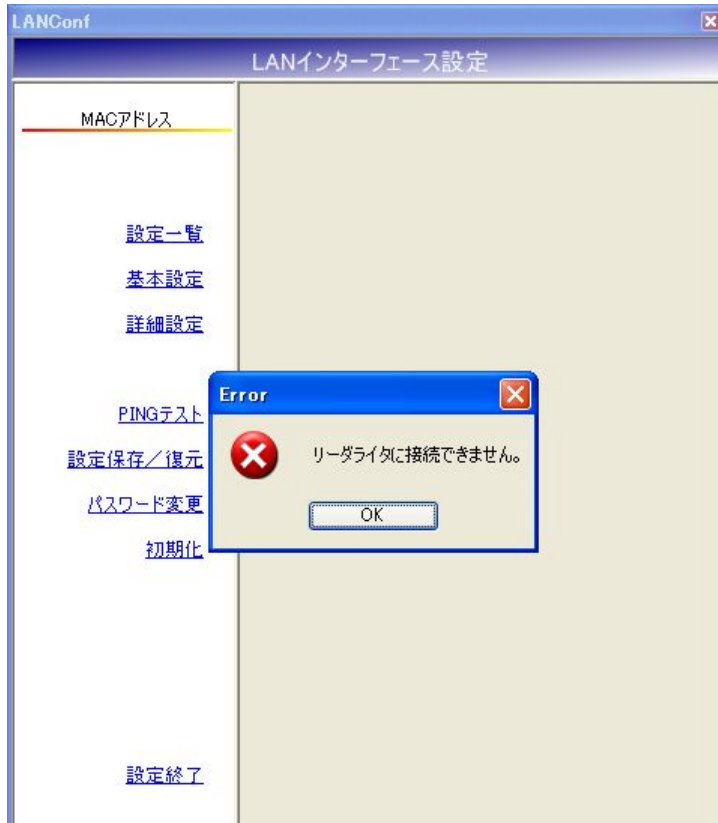 LANConf
LANインターフェース設定
MACアドレス
設定一覧
基本設定
詳細設定
PINGテスト
設定保存／復元
パスワード変更
初期化
設定終了
Error
リーダライタに接続できません。
OK